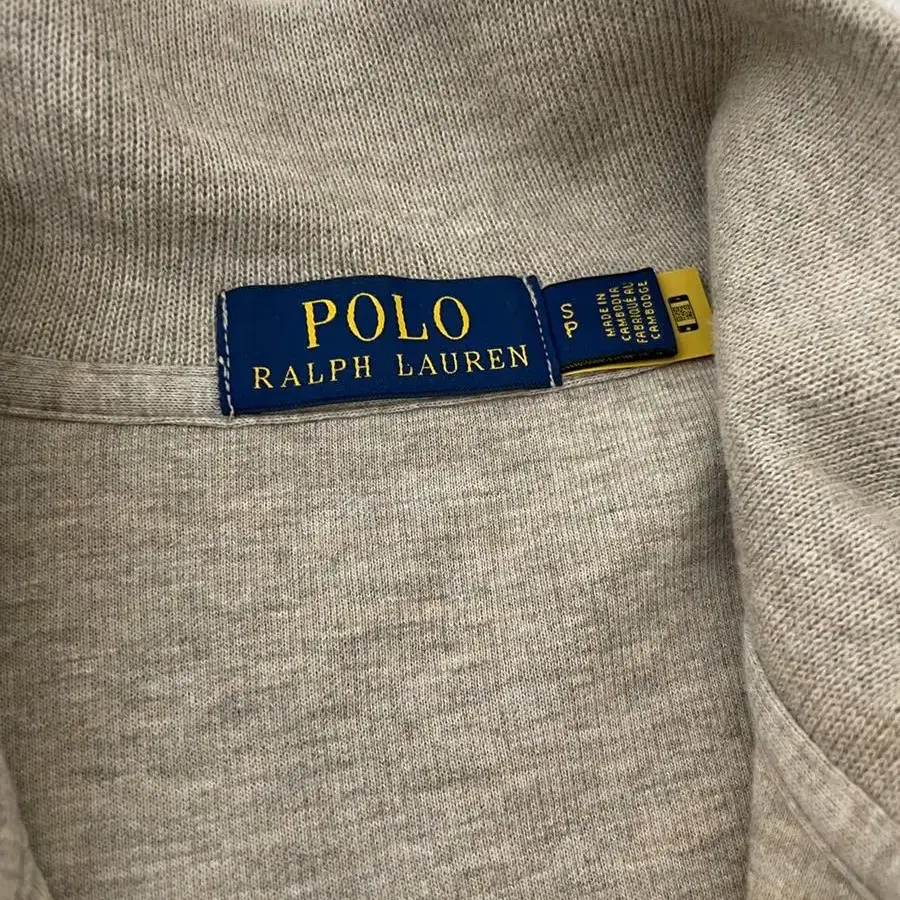 POLO
RALPH LAUREN
S
P
MADE IN
CAMBODIA
FABRIQUÉ AU
CAMBODGE